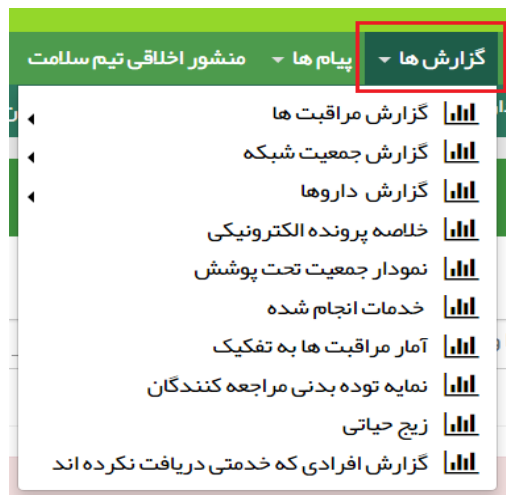 گزارش ها پیام ها منشور اخلاقی تیم سلامت
گزارش مراقبت ها
گزارش جمعیت شبکه
گزارش داروها
خلاصه پرونده الکترونیکی
نمودار جمعیت تحت پوشش
خدمات انجام شده
آمار مراقبت ها به تفکیک
نمایه توده بدنی مراجعه کنندگان
زیج حیاتی
گزارش افرادی که خدمتی دریافت نکرده اند